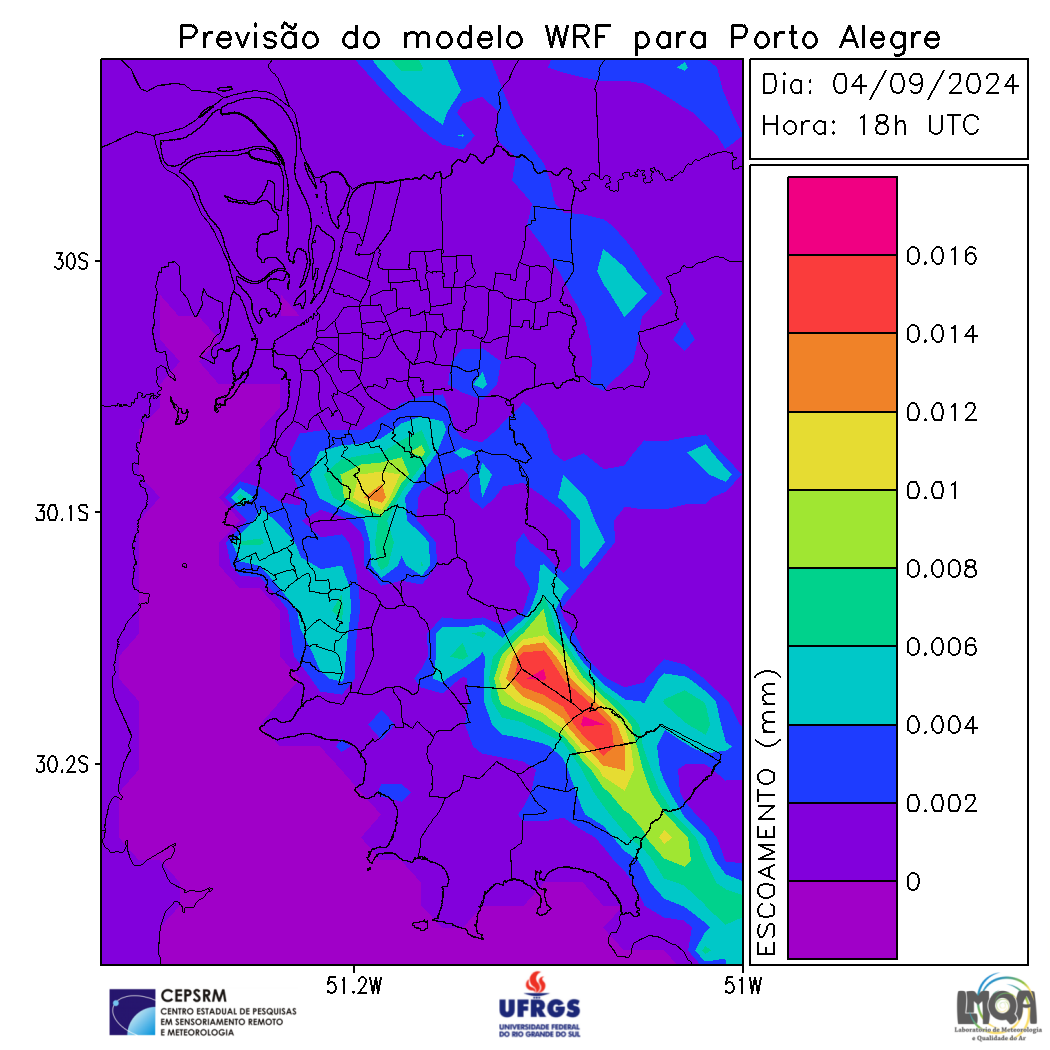 Previsão do modelo WRF para Porto Alegre
Dia: 04/09/2024
Hora: 18h UTC
30S
30.1S
30.2S
51.2W
51W
0.016
0.014
0.012
0.01
0.008
0.006
0.004
0.002
0
ESCOAMENTO (mm)
CEPSRM
CENTRO ESTADUAL DE PESQUISAS
EM SENSORIAMENTO REMOTO
E METEOROLOGIA
UFRGS
UNIVERSIDADE FEDERAL
DO RIO GRANDE DO SUL
LMQA
Laboratório de Meteorologia
e Qualidade do Ar